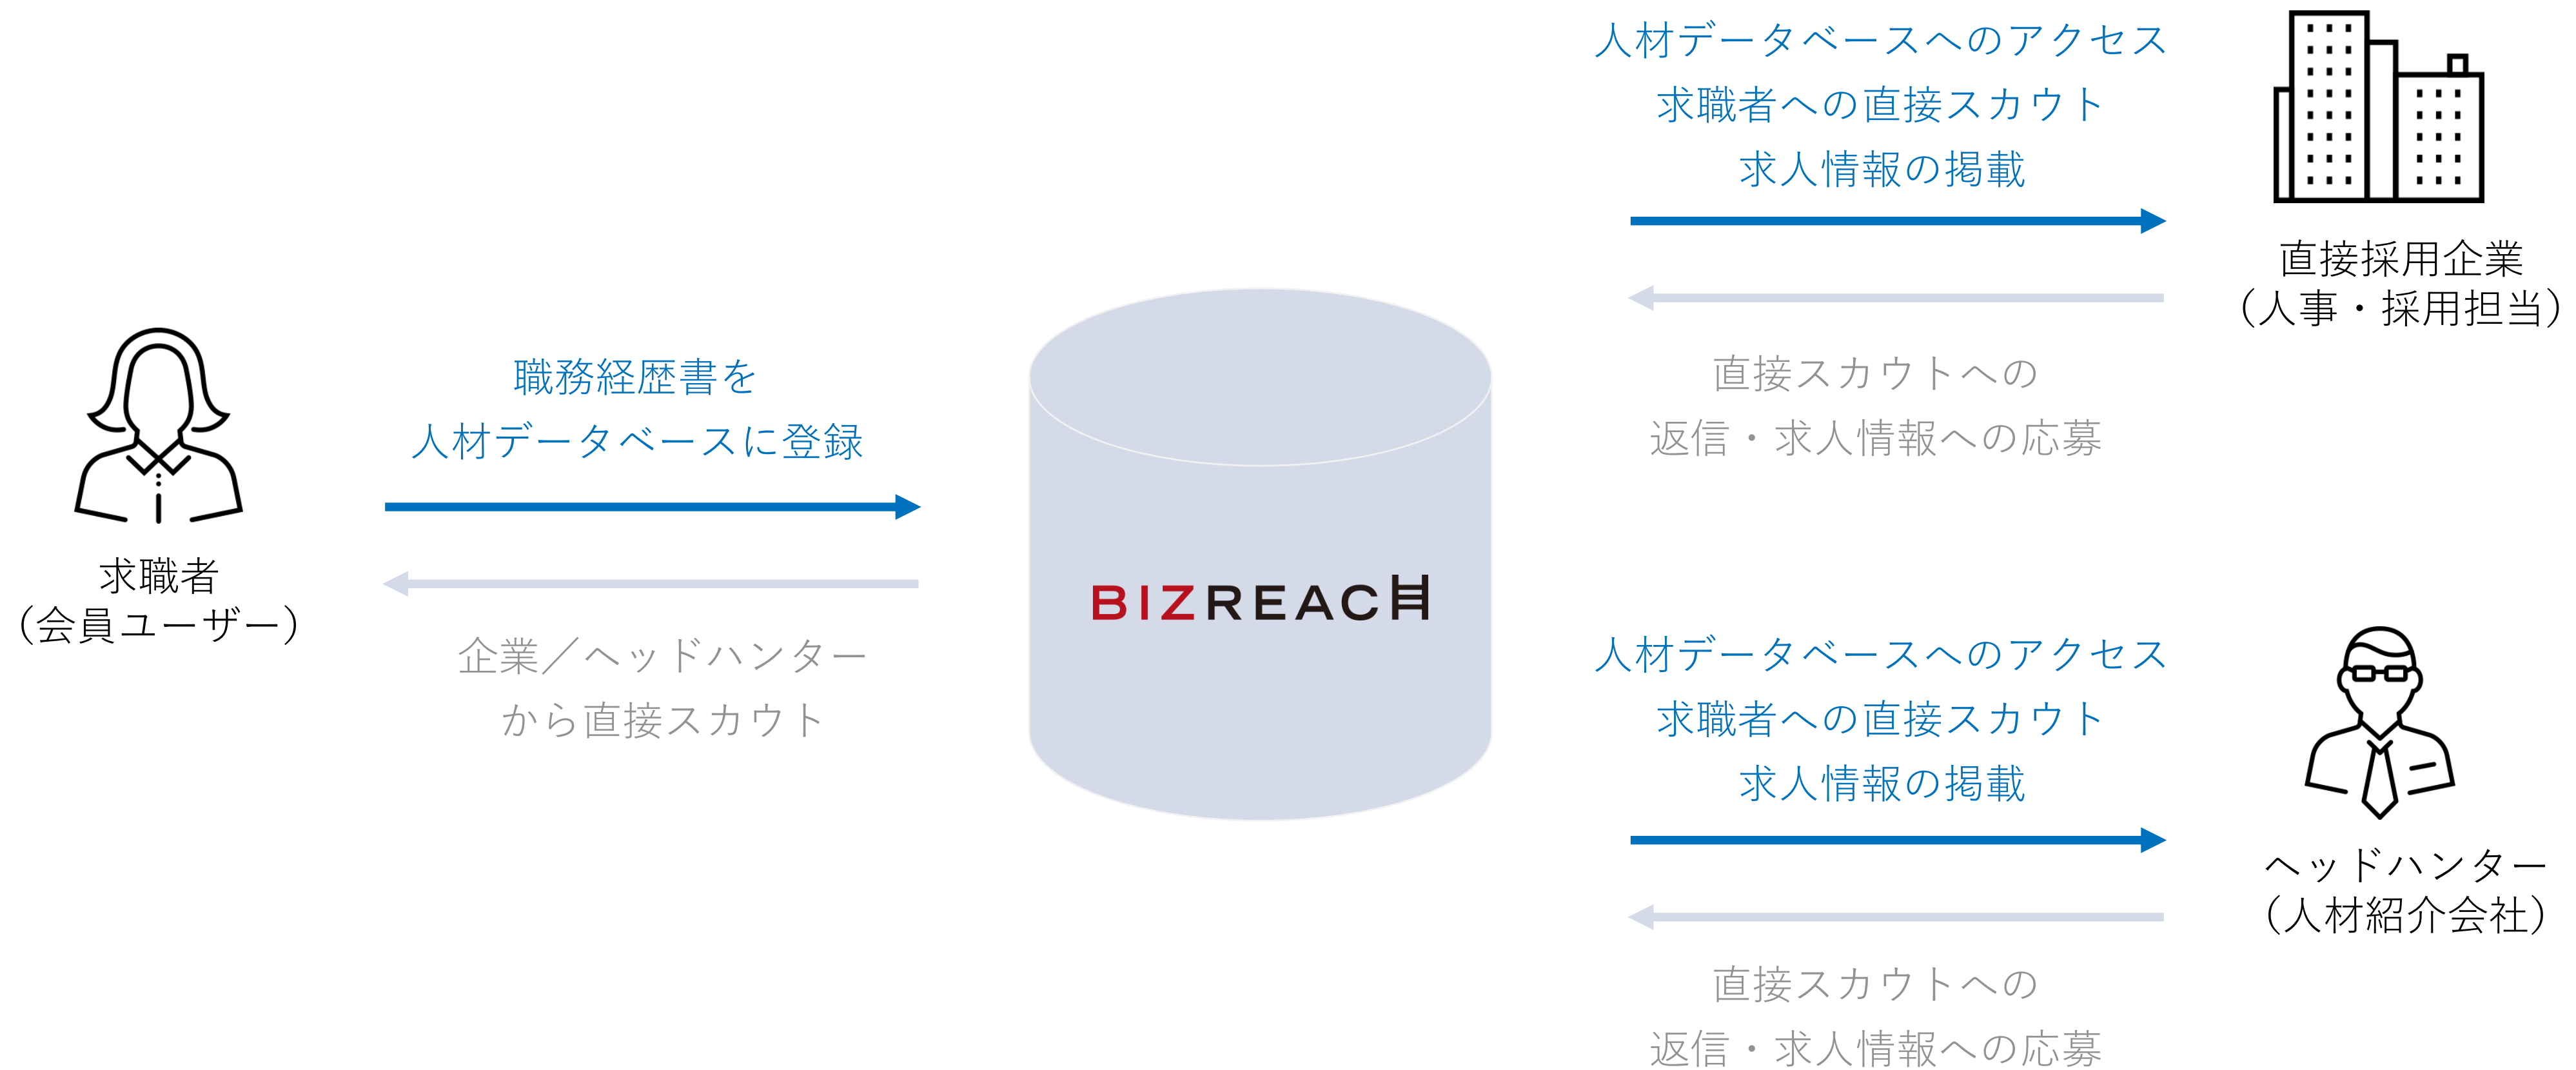 職務経歴書を
人材データベースに登録
求職者
（会員ユーザー）
企業／ヘッドハンター
から直接スカウト
BIZREACH
人材データベースへのアクセス
求職者への直接スカウト
求人情報の掲載
直接採用企業
（人事・採用担当）
直接スカウトへの
返信・求人情報への応募
人材データベースへのアクセス
求職者への直接スカウト
求人情報の掲載
ヘッドハンター
（人材紹介会社）
直接スカウトへの
返信・求人情報への応募